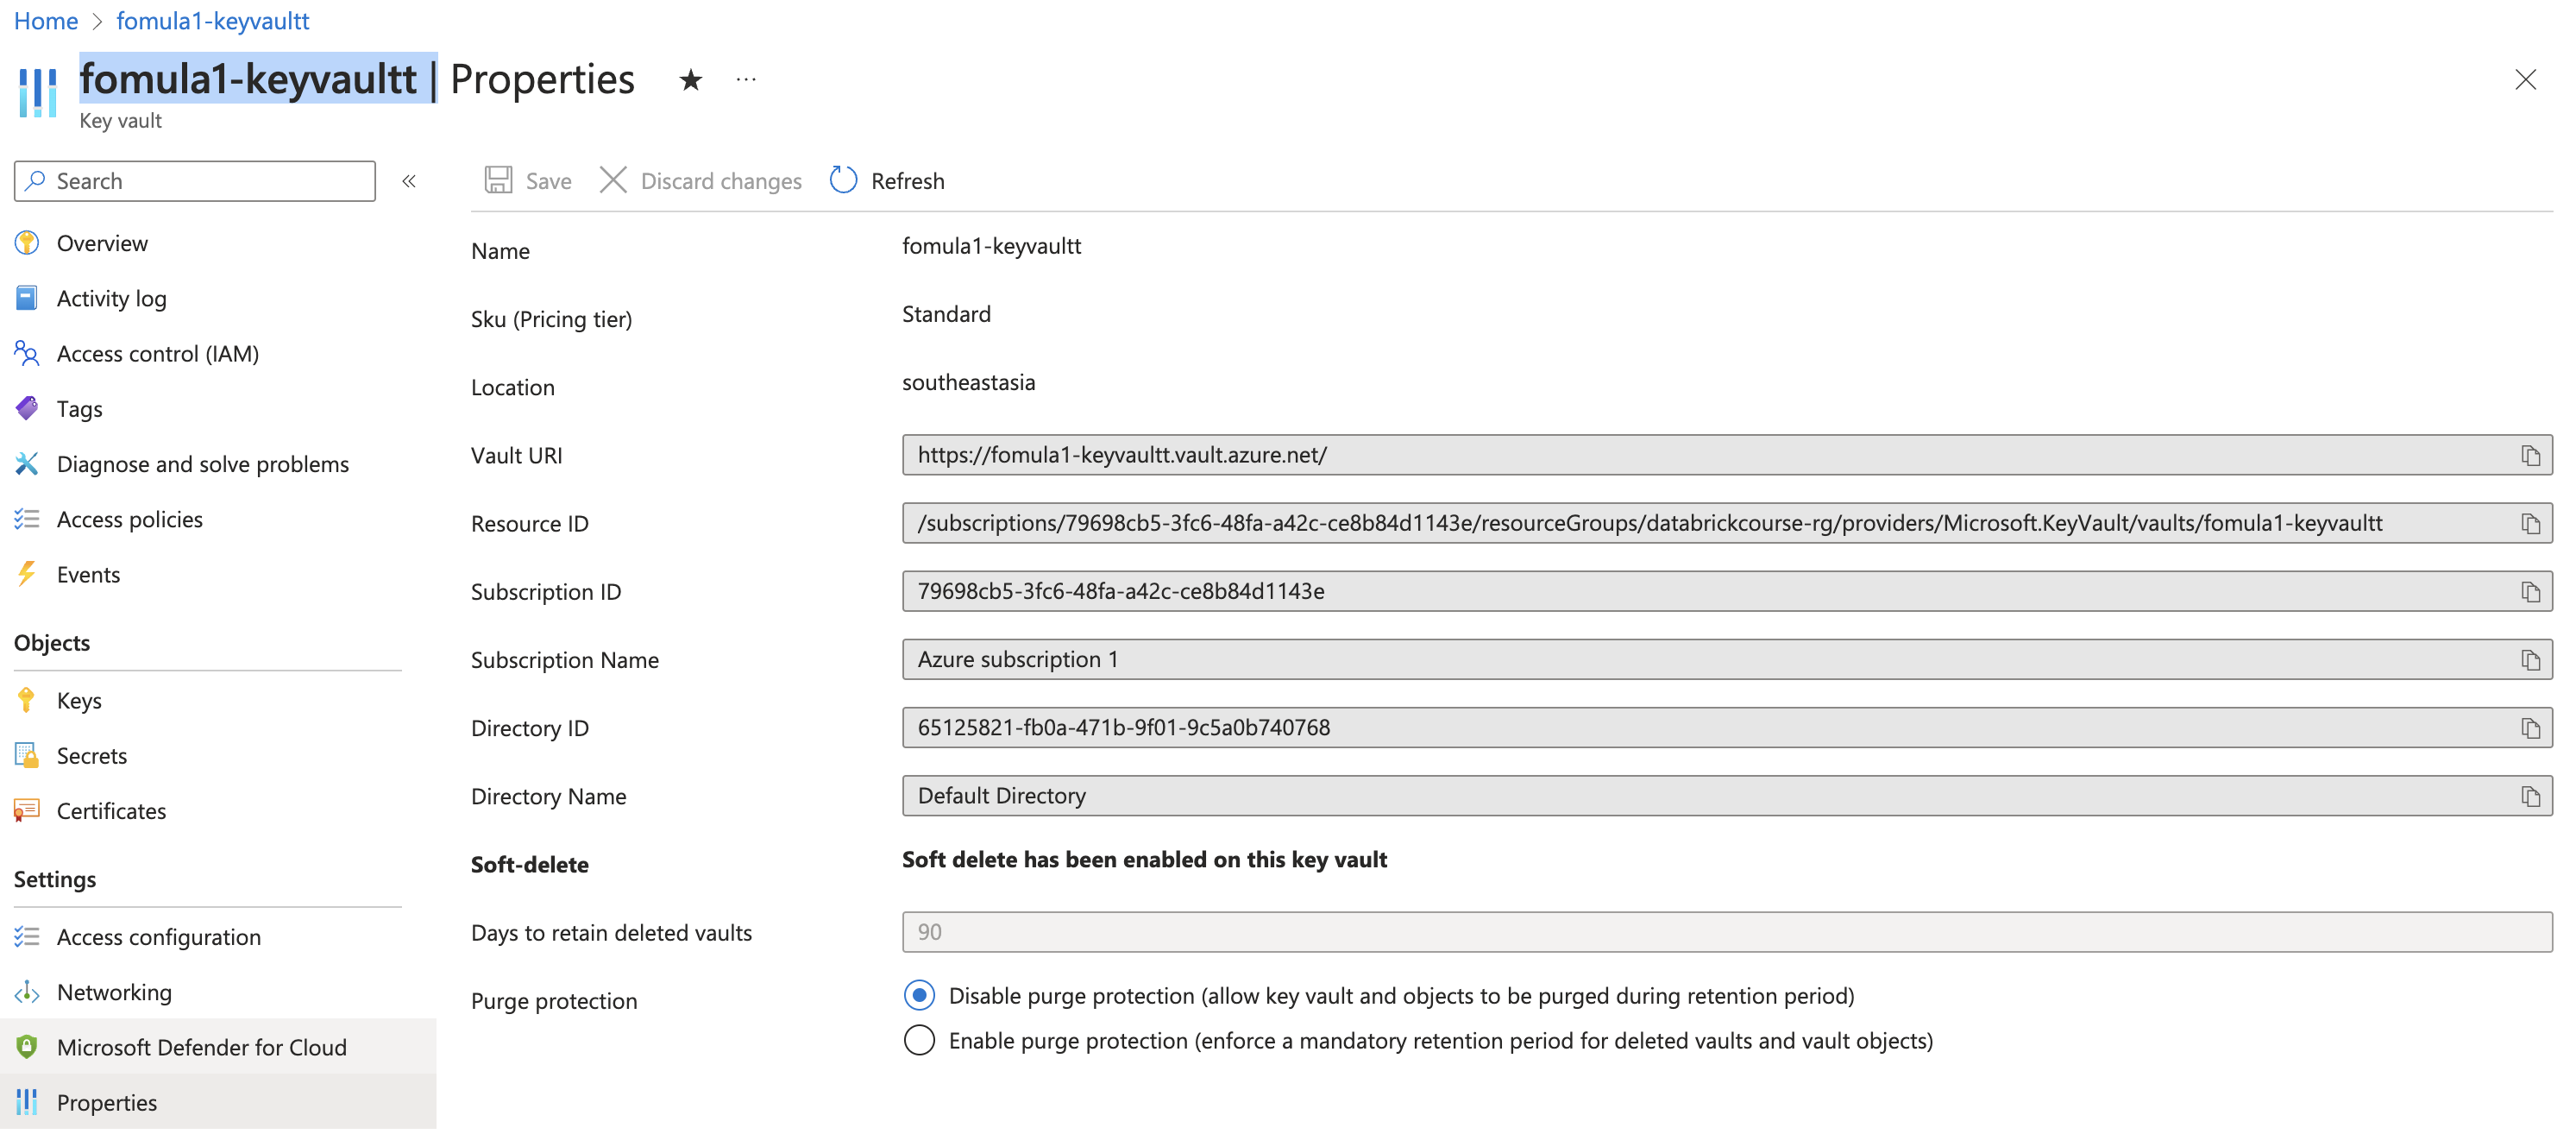 Home > fomula1-keyvaultt
fomula1-keyvaultt | Properties ★ ...
Key vault
Search «
Save Discard changes Refresh
Overview
Activity log
Access control (IAM)
Tags
Diagnose and solve problems
Access policies
Events
Objects
Keys
Secrets
Certificates
Settings
Access configuration
Networking
Microsoft Defender for Cloud
Properties
Name fomula1-keyvaultt
Sku (Pricing tier) Standard
Location southeastasia
Vault URI https://fomula1-keyvaultt.vault.azure.net/
Resource ID /subscriptions/79698cb5-3fc6-48fa-a42c-ce8b84d1143e/resourceGroups/databrickcourse-rg/providers/Microsoft.KeyVault/vaults/fomula1-keyvaultt
Subscription ID 79698cb5-3fc6-48fa-a42c-ce8b84d1143e
Subscription Name Azure subscription 1
Directory ID 65125821-fb0a-471b-9f01-9c5a0b740768
Directory Name Default Directory
Soft-delete Soft delete has been enabled on this key vault
Days to retain deleted vaults 90
Purge protection Disable purge protection (allow key vault and objects to be purged during retention period)
Enable purge protection (enforce a mandatory retention period for deleted vaults and vault objects)